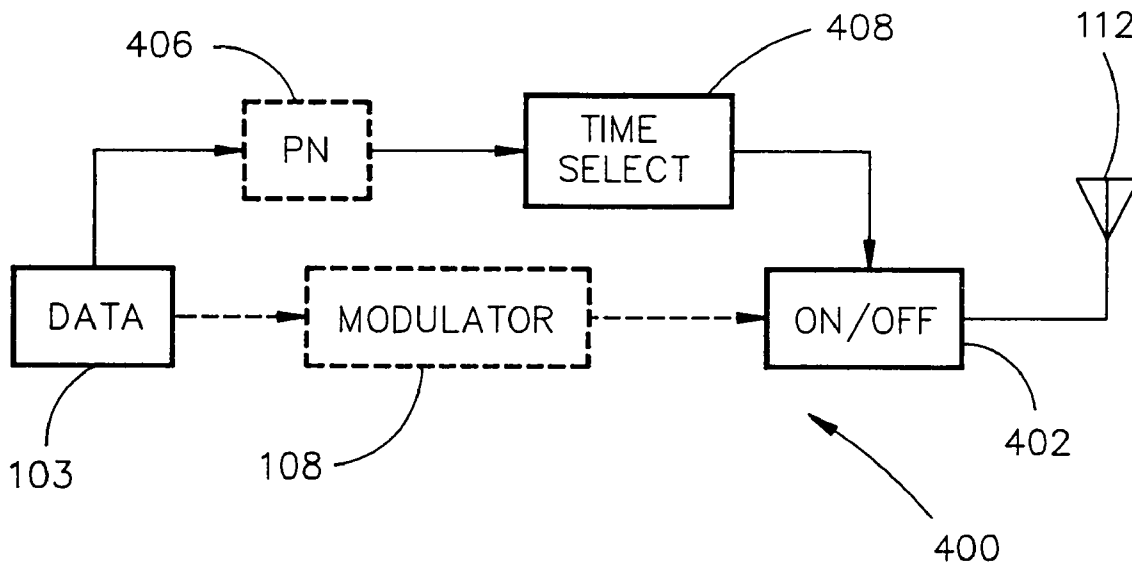 406
408
112
PN
TIME
SELECT
DATA
MODULATOR
ON/OFF
103
108
402
400